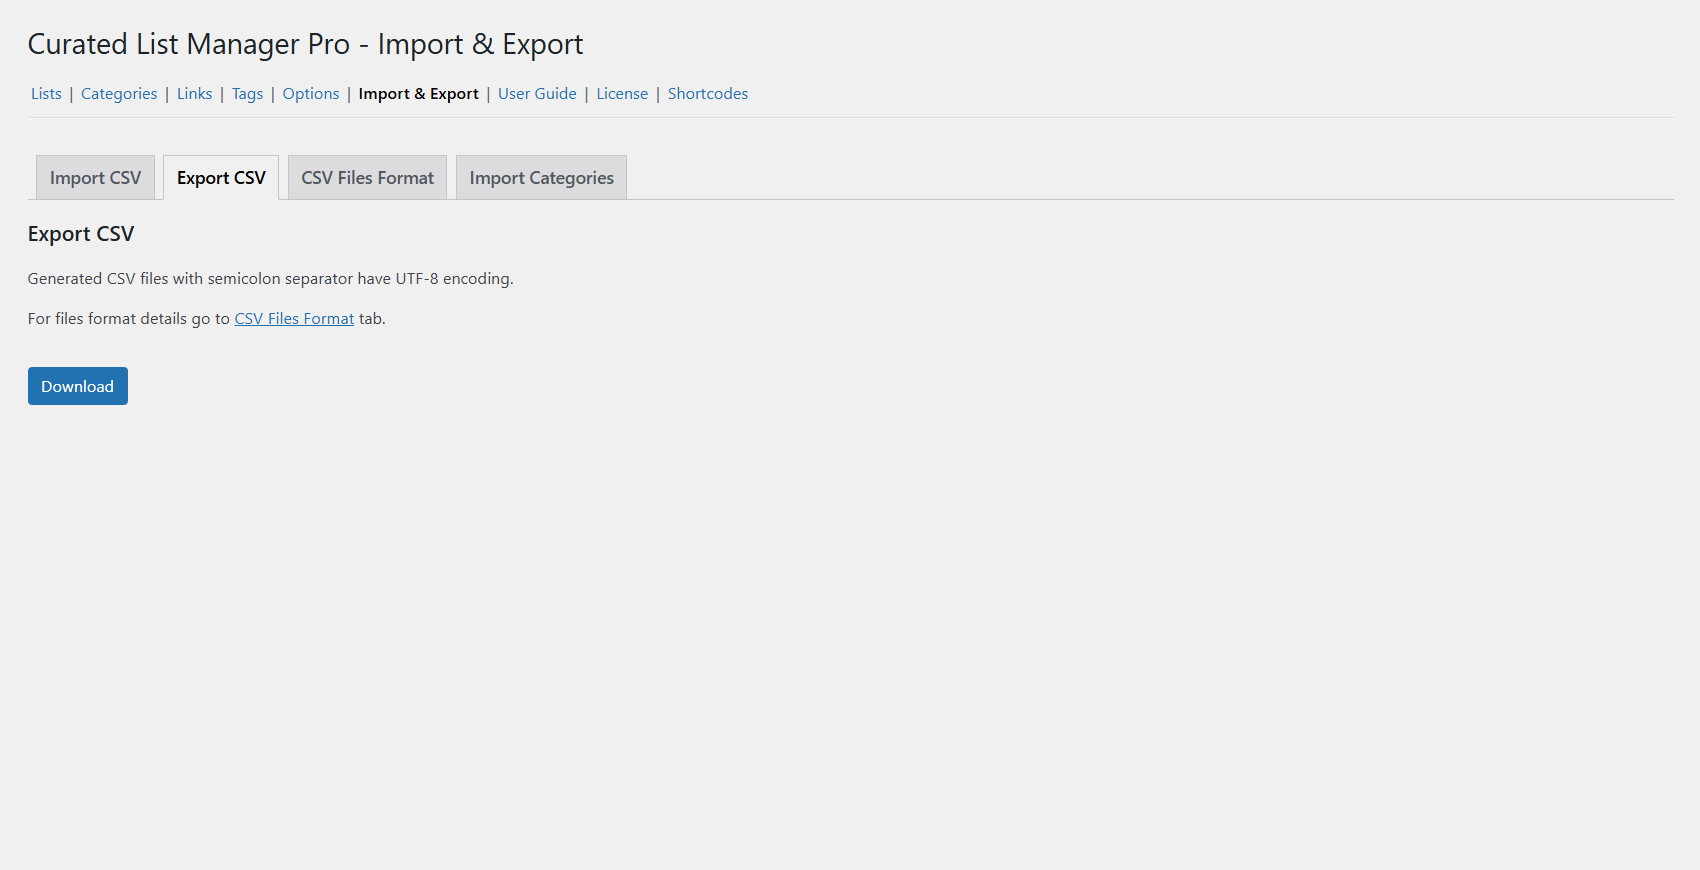 Curated List Manager Pro - Import & Export
Lists | Categories | Links | Tags | Options | Import & Export | User Guide | License | Shortcodes
Import CSV Export CSV CSV Files Format Import Categories
Export CSV
Generated CSV files with semicolon separator have UTF-8 encoding.
For files format details go to CSV Files Format tab.
Download